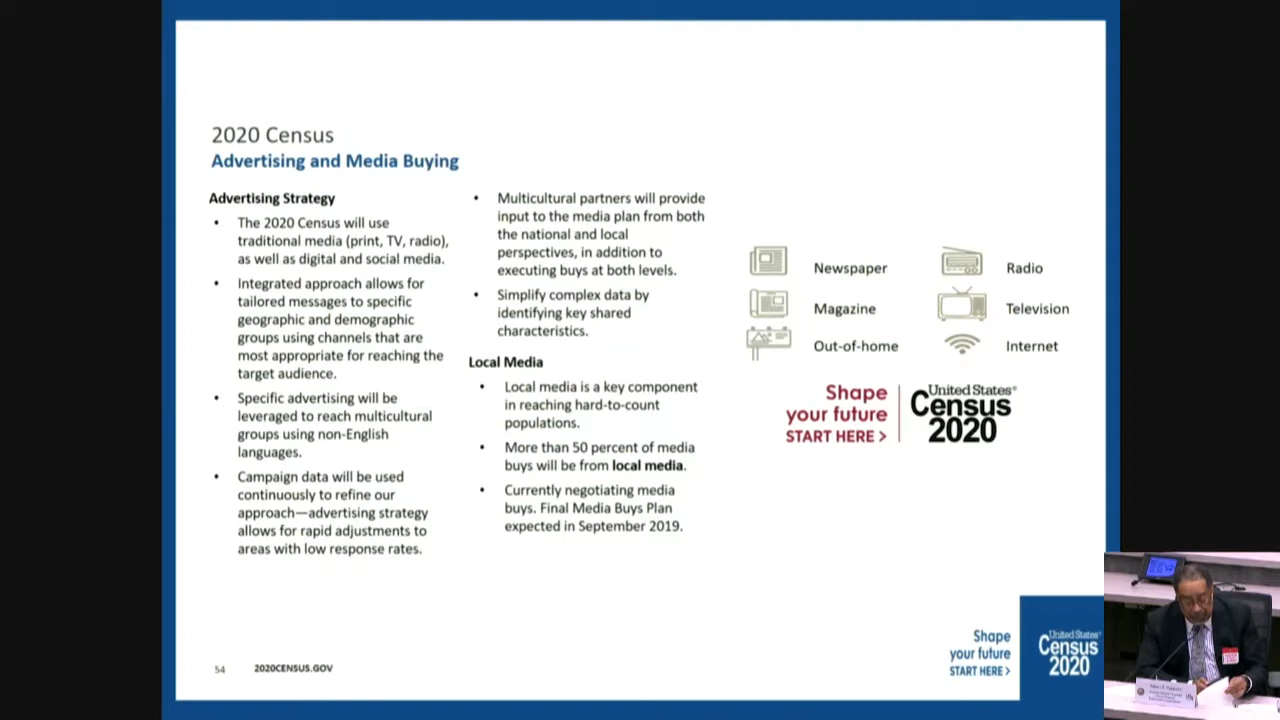 2020 Census
Advertising and Media Buying
Advertising Strategy
• The 2020 Census will use
traditional media (print, TV, radio),
as well as digital and social media.
• Integrated approach allows for
tailored messages to specific
geographic and demographic
groups using channels that are
most appropriate for reaching the
target audience.
• Specific advertising will be
leveraged to reach multicultural
groups using non-English
languages.
• Campaign data will be used
continuously to refine our
approach—advertising strategy
allows for rapid adjustments to
areas with low response rates.
• Multicultural partners will provide
input to the media plan from both
the national and local
perspectives, in addition to
executing buys at both levels.
• Simplify complex data by
identifying key shared
characteristics.
Local Media
• Local media is a key component
in reaching hard-to-count
populations.
• More than 50 percent of media
buys will be from local media.
• Currently negotiating media
buys. Final Media Buys Plan
expected in September 2019.
Newspaper
Radio
Magazine
Television
Out-of-home
Internet
Shape
your future
START HERE >
United States®
Census
2020
54
2020CENSUS.GOV
Shape
your future
START HERE >
United States®
Census
2020